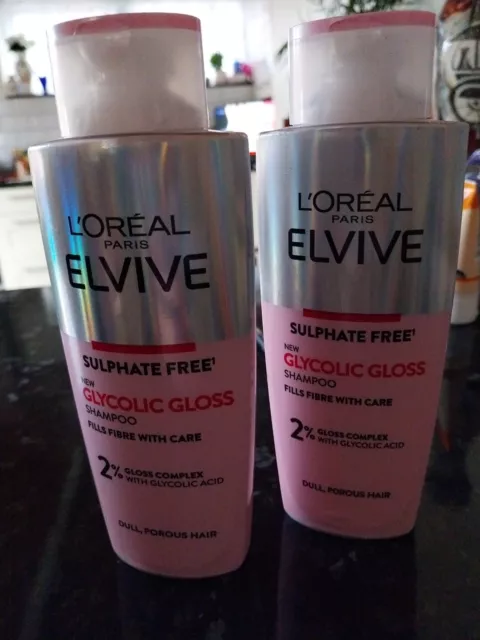 L'ORÉAL
PARIS
ELVIVE
SULPHATE FREE¹
NEW
GLYCOLIC GLOSS
SHAMPOO
FILLS FIBRE WITH CARE
2% GLOSS COMPLEX
WITH GLYCOLIC ACID
DULL, POROUS HAIR
L'ORÉAL
PARIS
ELVIVE
SULPHATE FREE¹
NEW
GLYCOLIC GLOSS
SHAMPOO
FILLS FIBRE WITH CARE
2% GLOSS COMPLEX
WITH GLYCOLIC ACID
DULL, POROUS HAIR